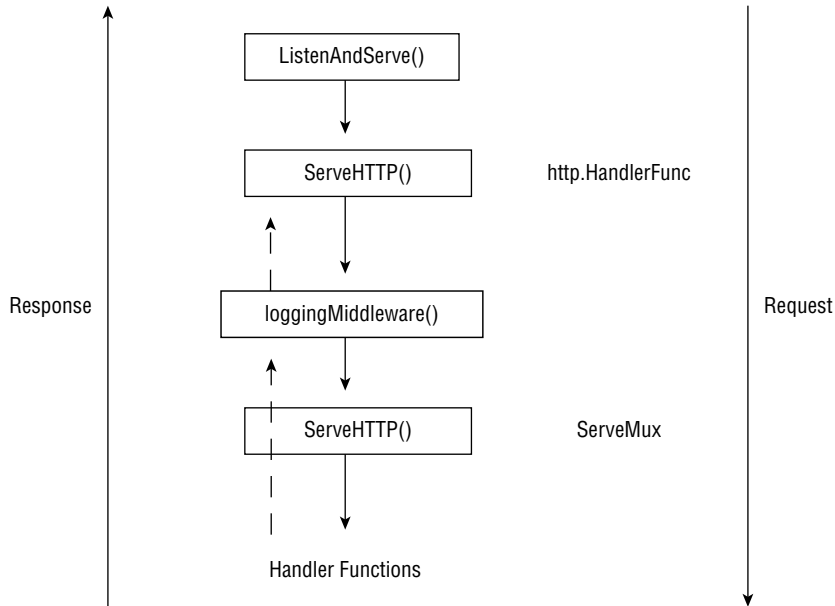 ListenAndServe()
ServeHTTP()
http.HandlerFunc
Response
loggingMiddleware()
Request
ServeHTTP()
ServeMux
Handler Functions